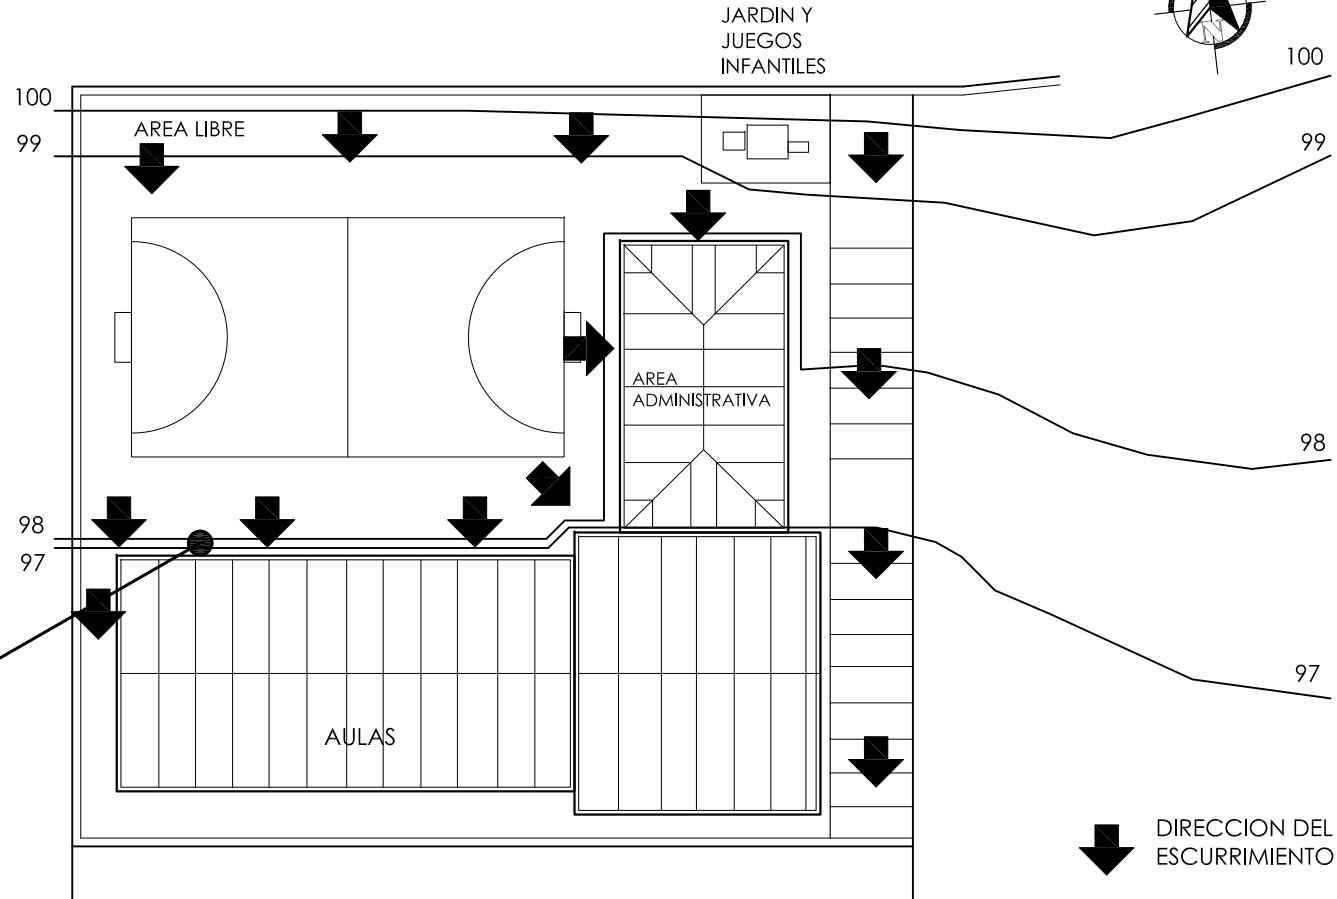 JARDIN Y
JUEGOS
INFANTILES
N
100
100
AREA LIBRE
99
99
AREA
ADMINISTRATIVA
98
98
97
97
AULAS
DIRECCION DEL
ESCURRIMIENTO